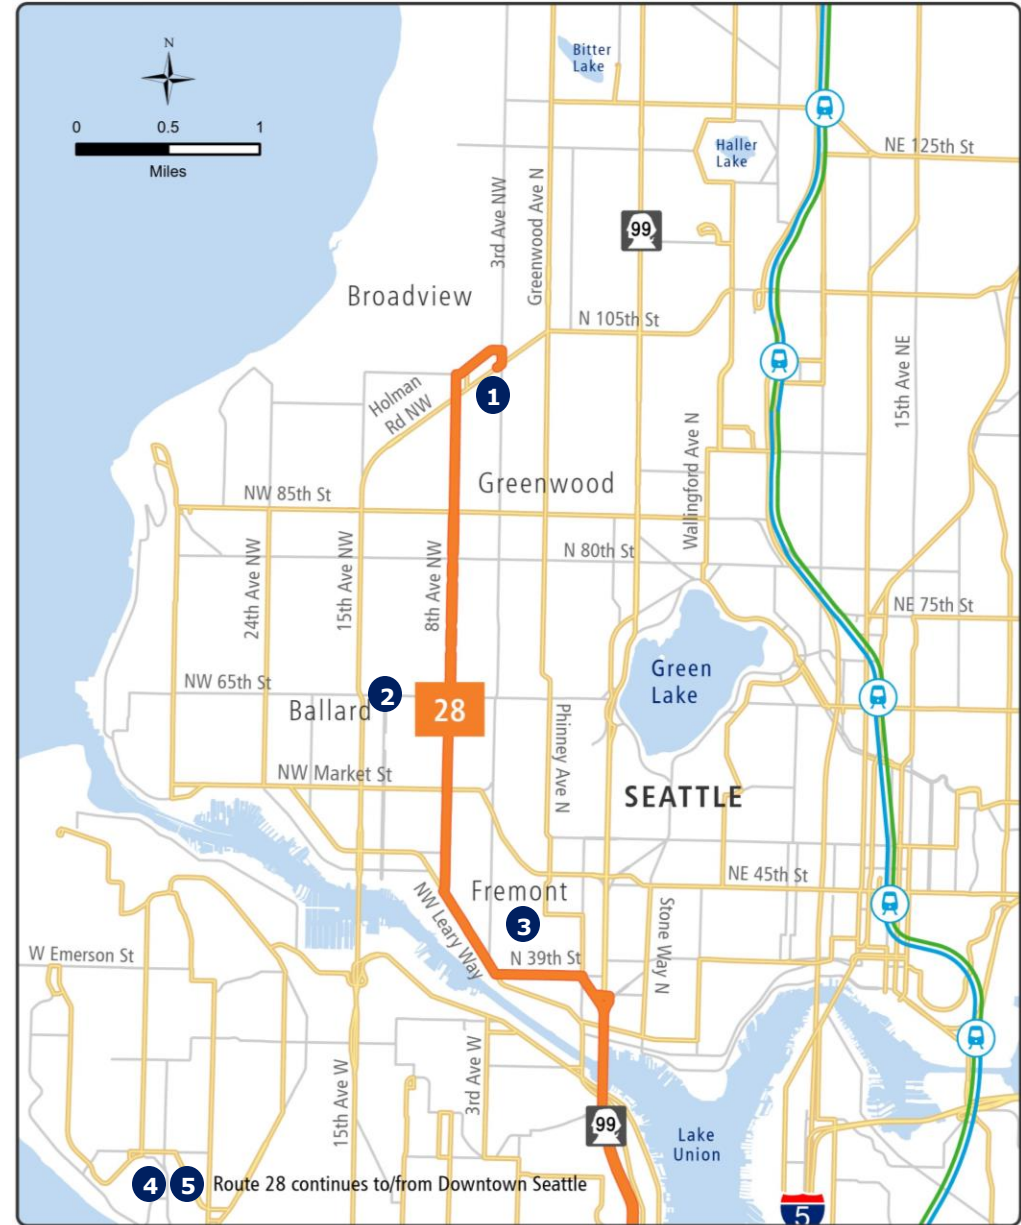 N
0
0.5
1
Miles
Bitter
Lake
NE 125th St
Haller
Lake
3rd Ave NW
Greenwood Ave N
99
Broadview
N 105th St
15th Ave NE
Holman
Rd NW
1
Wallingford Ave N
Greenwood
NW 85th St
N 80th St
24th Ave NW
15th Ave NW
8th Ave NW
NE 75th St
NW 65th St
2
Ballard
28
Green
Lake
Phinney Ave N
NW Market St
SEATTLE
NE 45th St
Fremont
3
NW Leary Way
Stone Way N
W Emerson St
N 39th St
15th Ave W
3rd Ave W
99
Lake
Union
4
5
Route 28 continues to/from Downtown Seattle
5